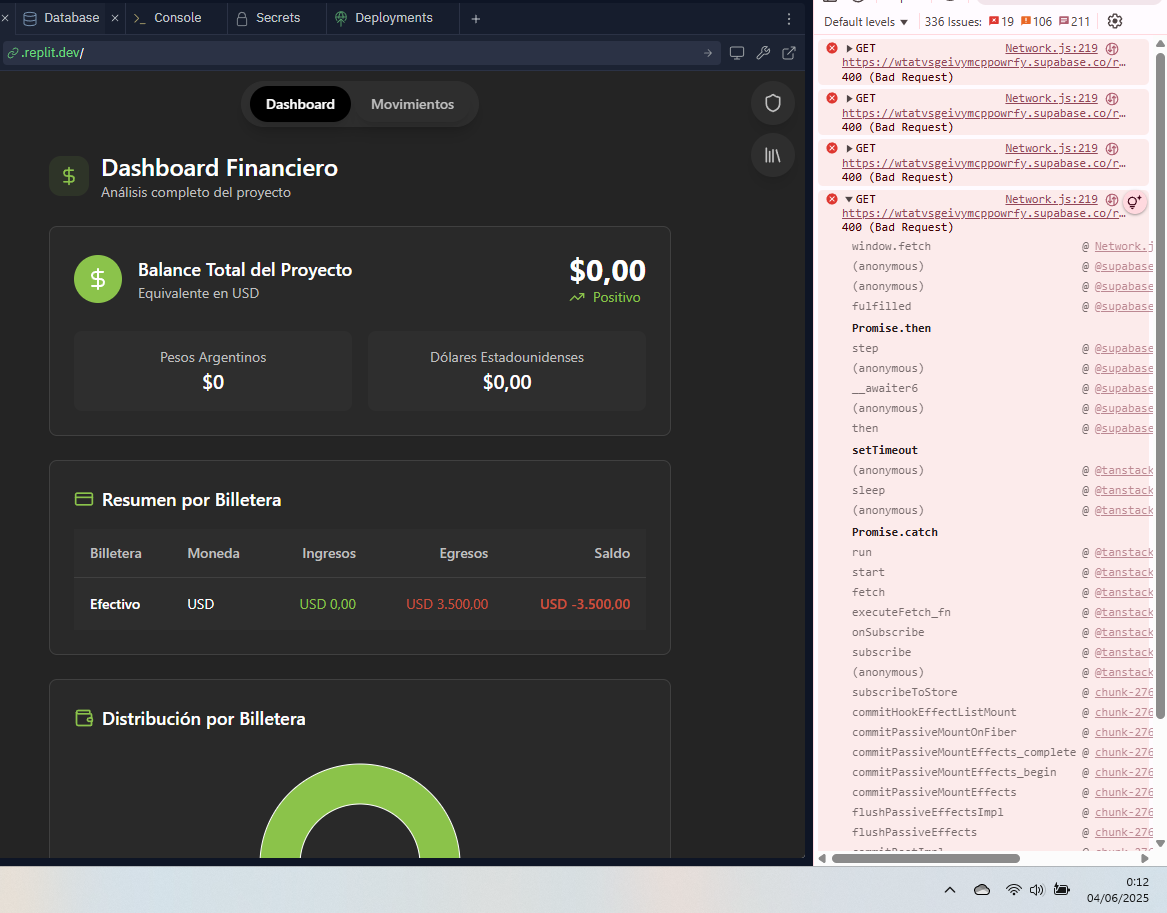 Database
Console
Secrets
Deployments
.replit.dev/
Dashboard
Movimientos
Dashboard Financiero
Análisis completo del proyecto
Balance Total del Proyecto
Equivalente en USD
$0,00
Positivo
Pesos Argentinos
$0
Dólares Estadounidenses
$0,00
Resumen por Billetera
Billetera Moneda Ingresos Egresos Saldo
Efectivo USD USD 0,00 USD 3.500,00 USD -3.500,00
Distribución por Billetera
Default levels 336 Issues: 19 106 211
GET Network.js:219
https://wtatvsgeivymcppowrfy.supabase.co/r…
400 (Bad Request)
GET Network.js:219
https://wtatvsgeivymcppowrfy.supabase.co/r…
400 (Bad Request)
GET Network.js:219
https://wtatvsgeivymcppowrfy.supabase.co/r…
400 (Bad Request)
GET Network.js:219
https://wtatvsgeivymcppowrfy.supabase.co/r…
400 (Bad Request)
window.fetch @ Network.j
(anonymous) @ @supabase
(anonymous) @ @supabase
fulfilled @ @supabase
Promise.then
step @ @supabase
(anonymous) @ @supabase
__awaiter6 @ @supabase
(anonymous) @ @supabase
then @ @supabase
setTimeout
(anonymous) @ @tanstack
sleep @ @tanstack
(anonymous) @ @tanstack
Promise.catch
run @ @tanstack
start @ @tanstack
fetch @ @tanstack
executeFetch_fn @ @tanstack
onSubscribe @ @tanstack
subscribe @ @tanstack
(anonymous) @ @tanstack
subscribeToStore @ chunk-276
commitHookEffectListMount @ chunk-276
commitPassiveMountOnFiber @ chunk-276
commitPassiveMountEffects_complete @ chunk-276
commitPassiveMountEffects_begin @ chunk-276
commitPassiveMountEffects @ chunk-276
flushPassiveEffectsImpl @ chunk-276
flushPassiveEffects @ chunk-276
0:12
04/06/2025